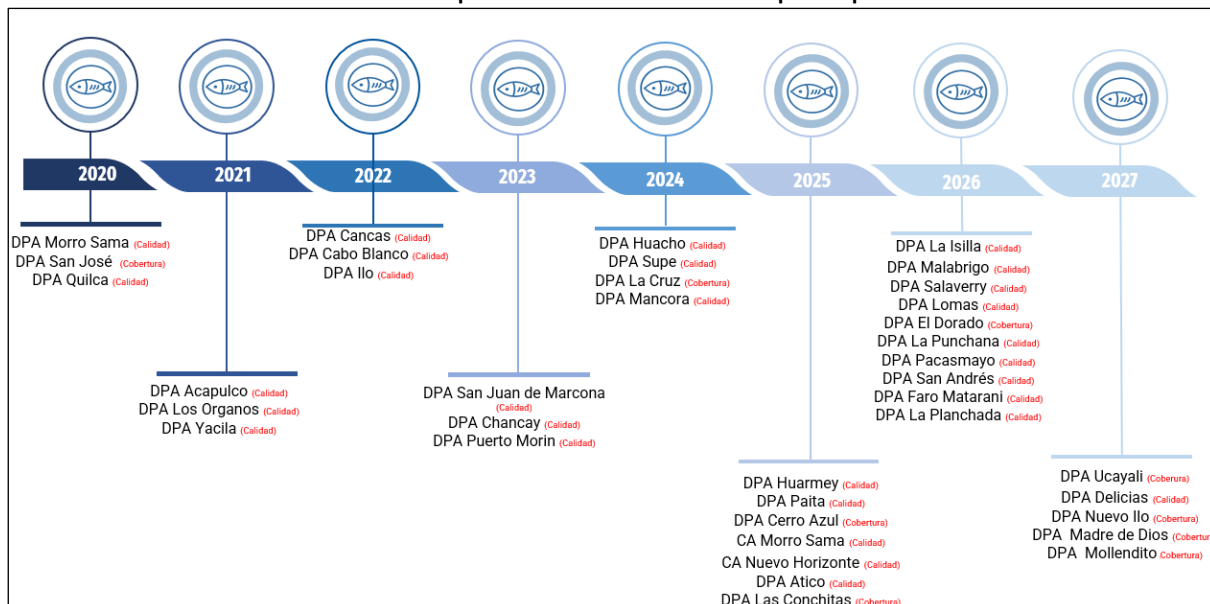 2020
2021
2022
2023
2024
2025
2026
2027
DPA Morro Sama (Calidad)
DPA San José (Cobertura)
DPA Quilca (Calidad)
DPA Acapulco (Calidad)
DPA Los Organos (Calidad)
DPA Yacila (Calidad)
DPA Cancas (Calidad)
DPA Cabo Blanco (Calidad)
DPA Ilo (Calidad)
DPA San Juan de Marcona
(Calidad)
DPA Chancay (Calidad)
DPA Puerto Morin (Calidad)
DPA Huacho (Calidad)
DPA Supe (Calidad)
DPA La Cruz (Cobertura)
DPA Mancora (Calidad)
DPA Huarmey (Calidad)
DPA Paita (Calidad)
DPA Cerro Azul (Cobertura)
CA Morro Sama (Calidad)
CA Nuevo Horizonte (Calidad)
DPA Atico (Calidad)
DPA Las Conchitas (Cobertura)
DPA La Isilla (Calidad)
DPA Malabrigo (Calidad)
DPA Salaverry (Calidad)
DPA Lomas (Calidad)
DPA El Dorado (Cobertura)
DPA La Punchana (Calidad)
DPA Pacasmayo (Calidad)
DPA San Andrés (Calidad)
DPA Faro Matarani (Calidad)
DPA La Planchada (Calidad)
DPA Ucayali (Coberura)
DPA Delicias (Calidad)
DPA Nuevo Ilo (Cobertura)
DPA Madre de Dios (Cobertur
DPA Mollendito Cobertura)